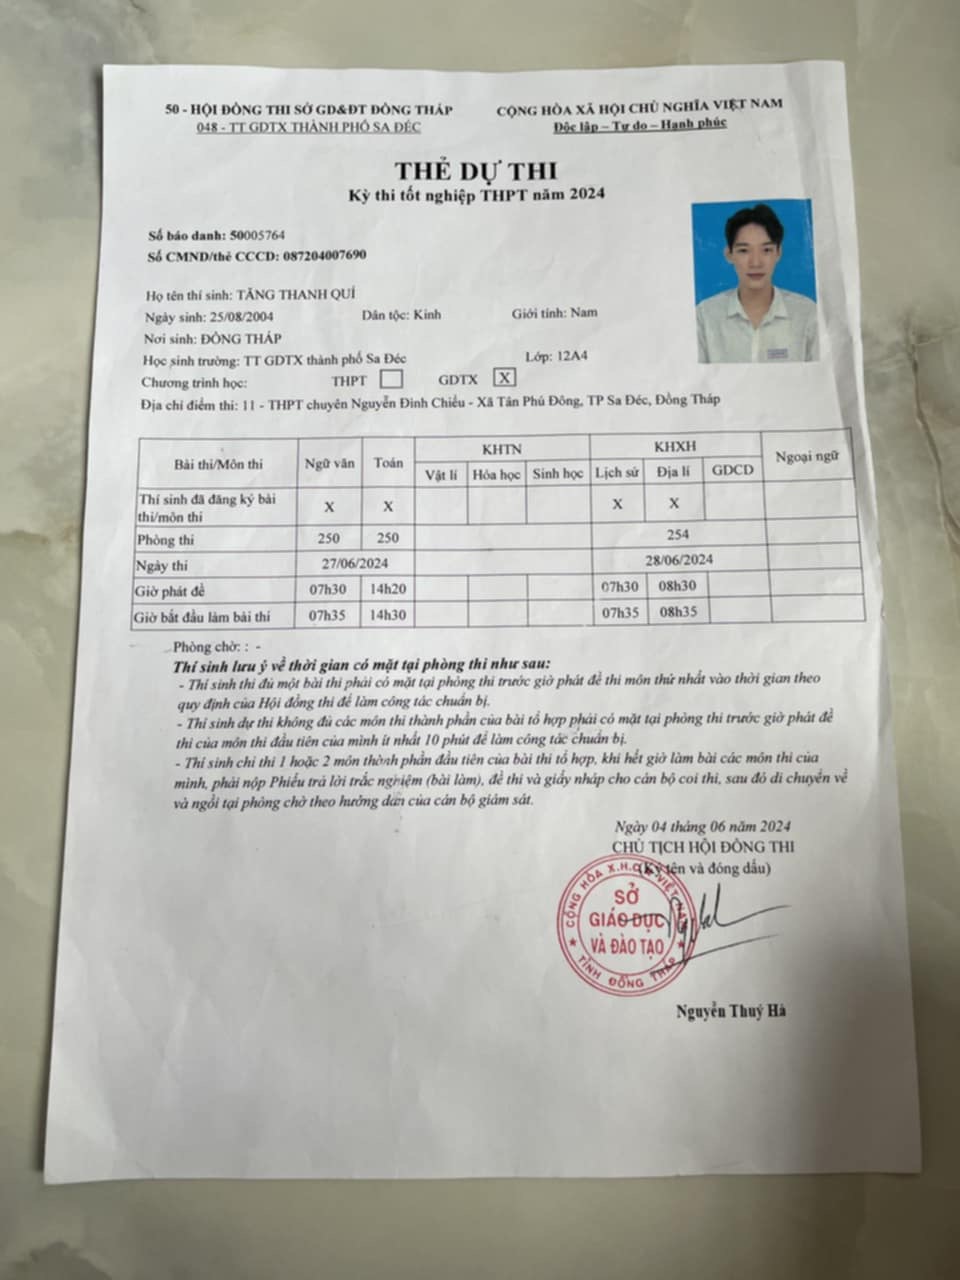 50 - HỘI ĐỒNG THI SỞ GD&ĐT ĐỒNG THÁP
048 - TT GDTX THÀNH PHỐ SA ĐÉC
CỘNG HÒA XÃ HỘI CHỦ NGHĨA VIỆT NAM
Độc lập – Tự do – Hạnh phúc
THẺ DỰ THI
Kỳ thi tốt nghiệp THPT năm 2024
Số báo danh: 50005764
Số CMND/thẻ CCCD: 087204007690
Họ tên thí sinh: TĂNG THANH QUÍ
Ngày sinh: 25/08/2004 Dân tộc: Kinh Giới tính: Nam
Nơi sinh: ĐỒNG THÁP
Học sinh trường: TT GDTX thành phố Sa Đéc Lớp: 12A4
Chương trình học: THPT GDTX X
Địa chỉ điểm thi: 11 - THPT chuyên Nguyễn Đình Chiểu - Xã Tân Phú Đông, TP Sa Đéc, Đồng Tháp
Bài thi/Môn thi Ngữ văn Toán KHTN KHXH Ngoại ngữ
Vật lí Hóa học Sinh học Lịch sử Địa lí GDCD
Thí sinh đã đăng ký bài
thi/môn thi X X X X
Phòng thi 250 250 254
Ngày thi 27/06/2024 28/06/2024
Giờ phát đề 07h30 14h20 07h30 08h30
Giờ bắt đầu làm bài thi 07h35 14h30 07h35 08h35
Phòng chờ: : -
Thí sinh lưu ý về thời gian có mặt tại phòng thi như sau:
- Thí sinh thi đủ một bài thi phải có mặt tại phòng thi trước giờ phát đề thi môn thứ nhất vào thời gian theo
quy định của Hội đồng thi để làm công tác chuẩn bị.
- Thí sinh dự thi không đủ các môn thi thành phần của bài tổ hợp phải có mặt tại phòng thi trước giờ phát đề
thi của môn thi đầu tiên của mình ít nhất 10 phút để làm công tác chuẩn bị.
- Thí sinh chỉ thi 1 hoặc 2 môn thành phần đầu tiên của bài thi tổ hợp, khi hết giờ làm bài các môn thi của
mình, phải nộp Phiếu trả lời trắc nghiệm (bài làm), đề thi và giấy nháp cho cán bộ coi thi, sau đó di chuyển về
và ngồi tại phòng chờ theo hướng dẫn của cán bộ giám sát.
Ngày 04 tháng 06 năm 2024
CHỦ TỊCH HỘI ĐỒNG THI
(Ký tên và đóng dấu)
CỘNG HÒA X.H.C.N VIỆT NAM
SỞ
GIÁO DỤC
VÀ ĐÀO TẠO
TỈNH ĐỒNG THÁP
Nguyễn Thuý Hà